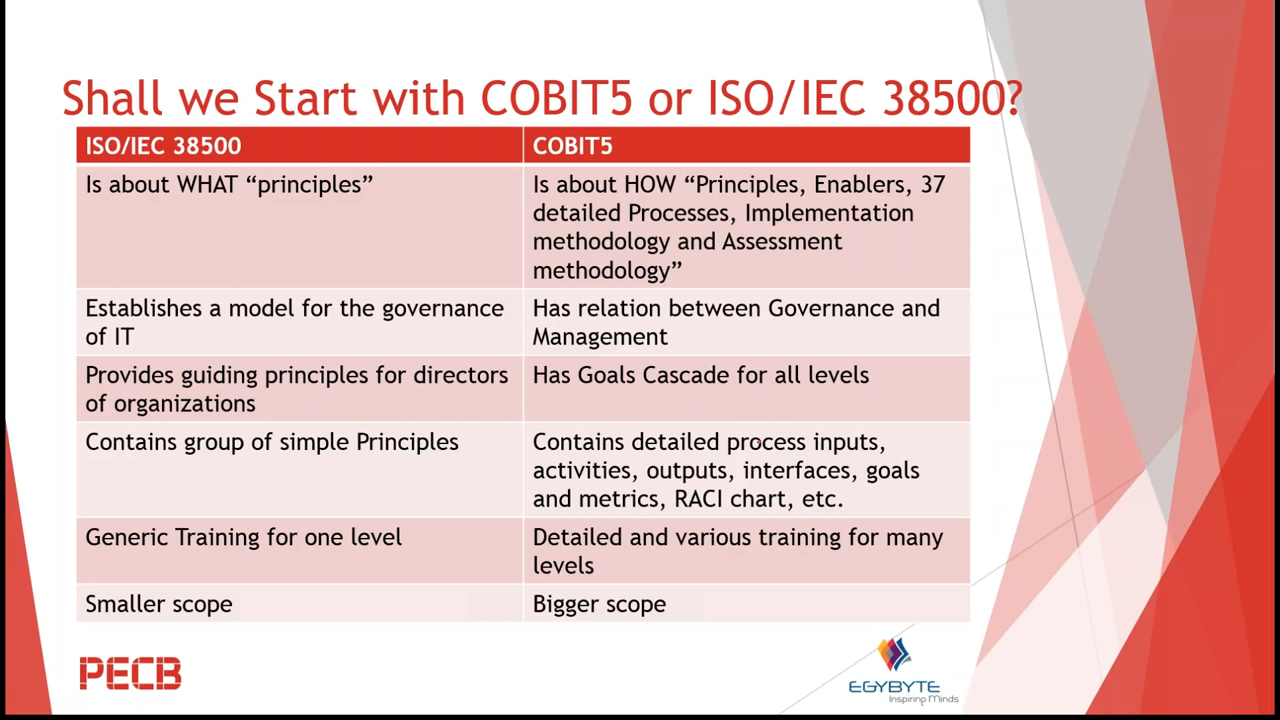 Shall we Start with COBIT5 or ISO/IEC 38500?
ISO/IEC 38500
COBIT5
Is about WHAT “principles”
Is about HOW “Principles, Enablers, 37
detailed Processes, Implementation
methodology and Assessment
methodology”
Establishes a model for the governance
of IT
Has relation between Governance and
Management
Provides guiding principles for directors
of organizations
Has Goals Cascade for all levels
Contains group of simple Principles
Contains detailed process inputs,
activities, outputs, interfaces, goals
and metrics, RACI chart, etc.
Generic Training for one level
Detailed and various training for many
levels
Smaller scope
Bigger scope
PECB
EGYBYTE
Inspiring Minds